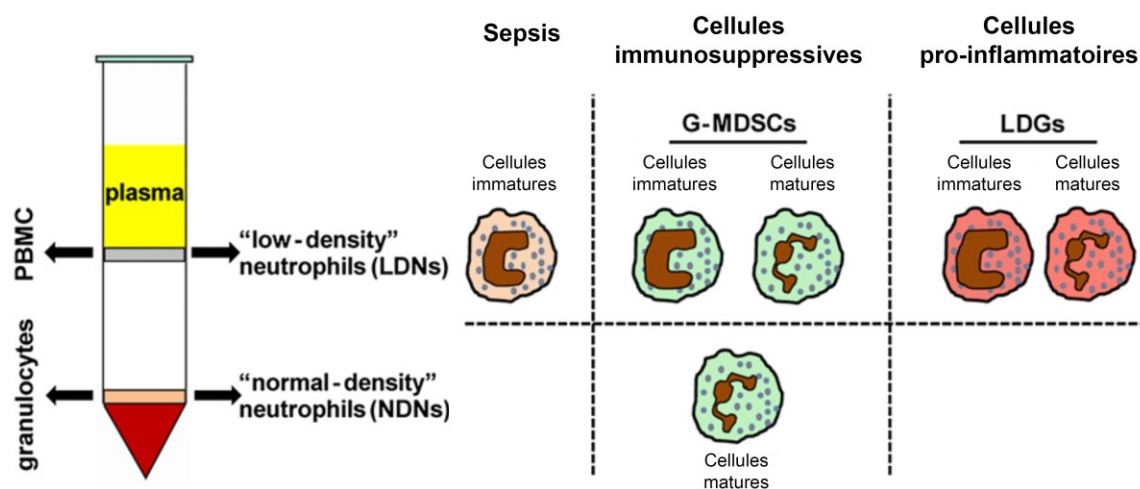 Sepsis
Cellules
immunosuppressives
Cellules
pro-inflammatoires
G-MDSCs
LDGs
Cellules
immatures
Cellules
immatures
Cellules
matures
Cellules
immatures
Cellules
matures
plasma
PBMC
"low-density"
neutrophils (LDNs)
granulocytes
"normal-density"
neutrophils (NDNs)
Cellules
matures